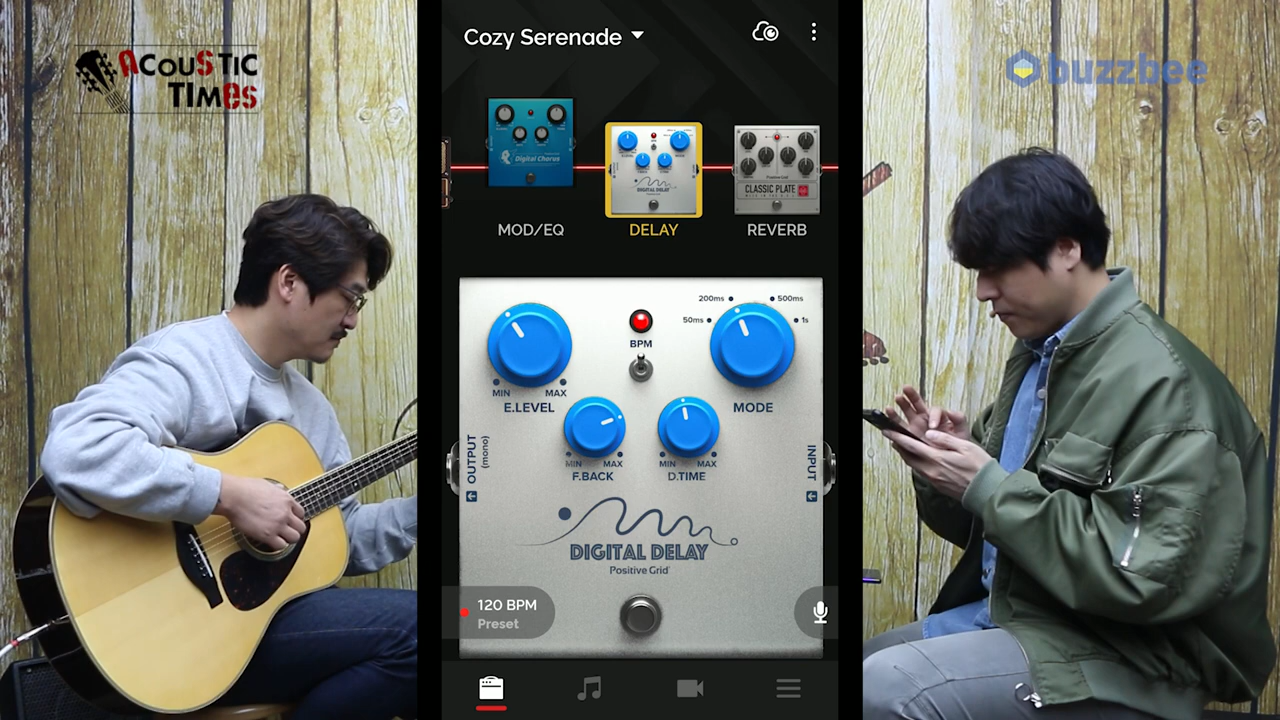 Cozy Serenade
ACOUSTIC
TIMES
buzzbee
Digital Chorus
DIGITAL DELAY
Positive Grid
CLASSIC PLATE
MOD/EQ
DELAY
REVERB
200ms
500ms
50ms
1s
BPM
MIN
MAX
E.LEVEL
MODE
MIN
MAX
F.BACK
MIN
MAX
D.TIME
OUTPUT
(mono)
INPUT
DIGITAL DELAY
Positive Grid
120 BPM
Preset